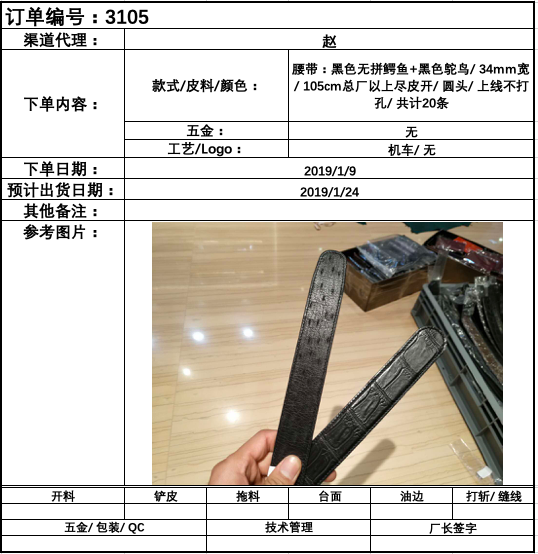 订单编号：3105
渠道代理：
赵
下单内容：
款式/皮料/颜色：
腰带：黑色无拼鳄鱼+黑色鸵鸟/ 34mm宽
/ 105cm总厂以上尽皮开/ 圆头/ 上线不打
孔/ 共计20条
五金：
无
工艺/Logo：
机车/ 无
下单日期：
2019/1/9
预计出货日期：
2019/1/24
其他备注：
参考图片：
开料
铲皮
拖料
台面
油边
打斩/ 缝线
五金/ 包装/ QC
技术管理
厂长签字